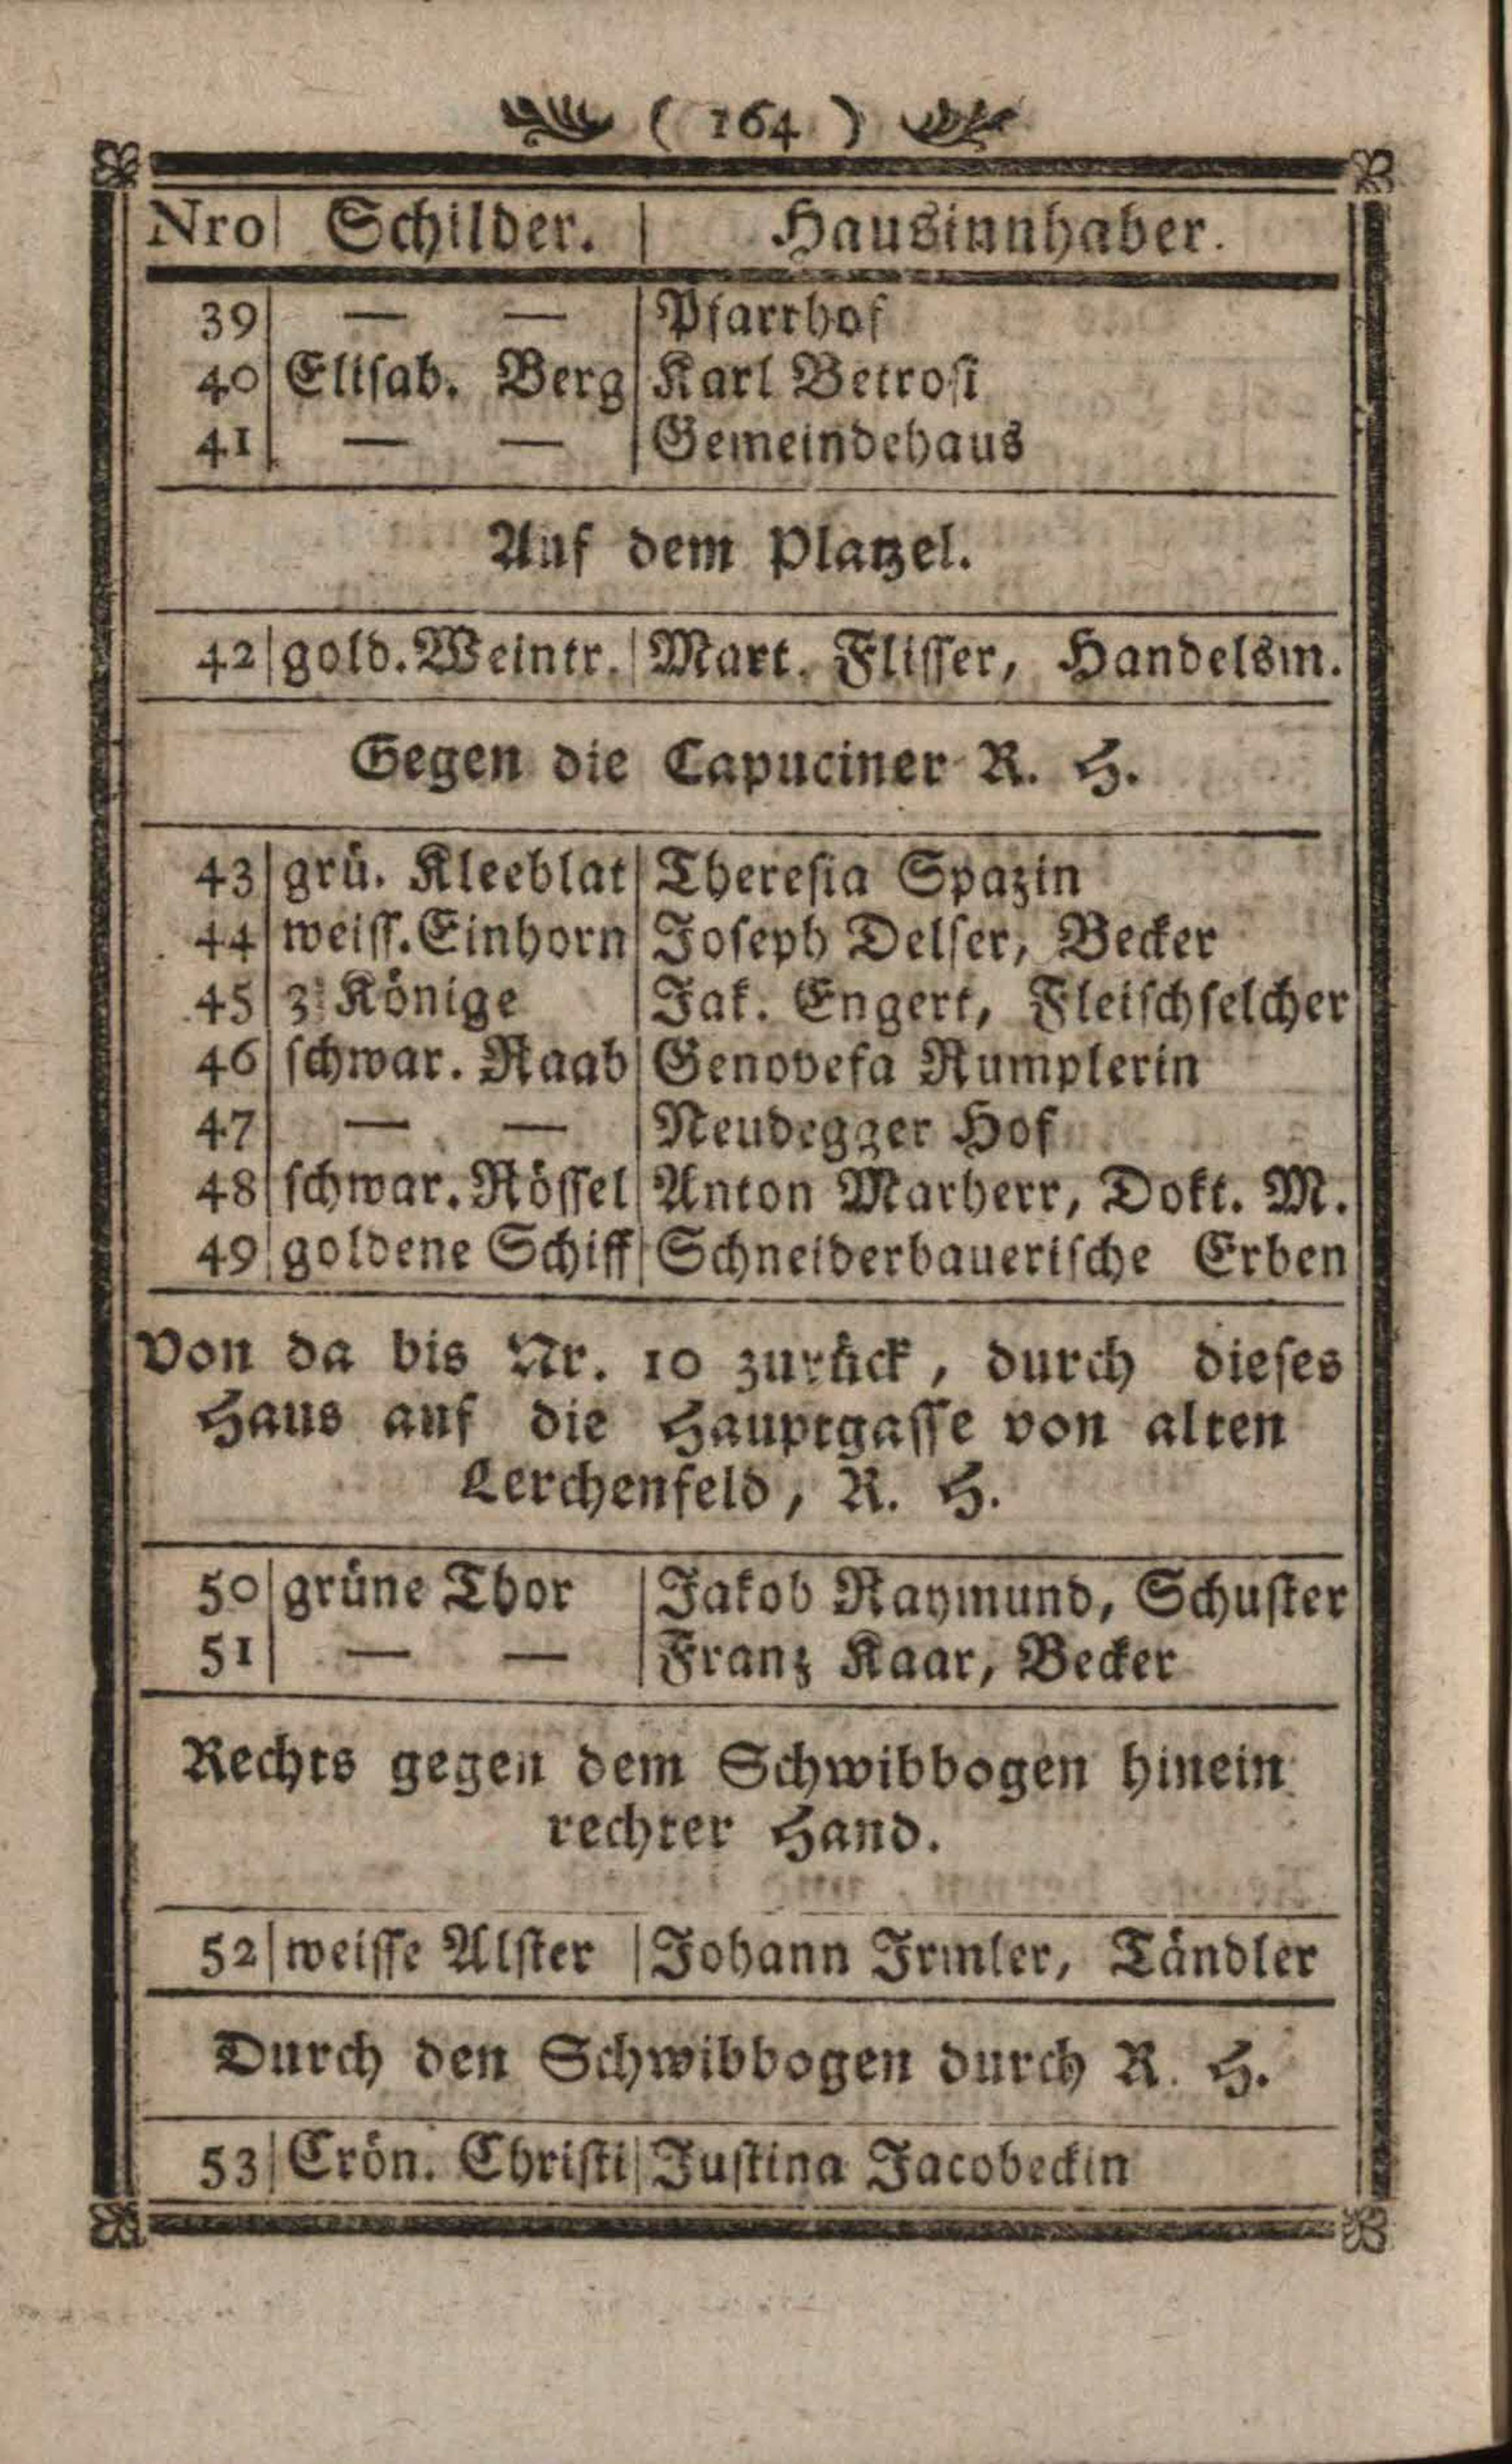 ( 164 )
Nro | Schilder. | Hausinnhaber.
39 | — — | Pfarrhof
40 | Elisab. Berg | Karl Betrosi
41 | — — | Gemeindehaus
Auf dem Platzel.
42 | gold. Weintr. | Mart. Flisser, Handelsm.
Gegen die Capuciner R. H.
43 | grü. Kleeblat | Theresia Spazin
44 | weiss. Einhorn | Joseph Delser, Becker
45 | 3 Könige | Jak. Engert, Fleischselcher
46 | schwar. Raab | Genovefa Rumplerin
47 | — — | Neudegger Hof
48 | schwar. Rössel | Anton Marherr, Dokt. M.
49 | goldene Schiff | Schneiderbauerische Erben
Von da bis Nr. 10 zurück, durch dieses
Haus auf die Hauptgasse von alten
Lerchenfeld, R. H.
50 | grüne Thor | Jakob Raymund, Schuster
51 | — — | Franz Kaar, Becker
Rechts gegen dem Schwibbogen hinein
rechter Hand.
52 | weisse Alster | Johann Irmler, Tändler
Durch den Schwibbogen durch R. H.
53 | Crön. Christi | Justina Jacobeckin